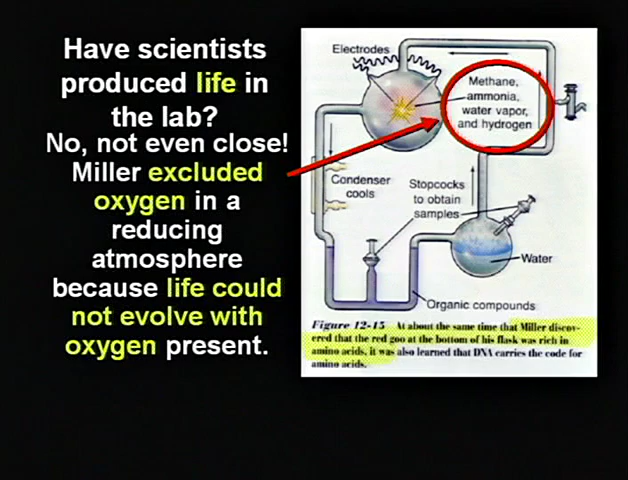 Have scientists
produced life in
the lab?
No, not even close!
Miller excluded
oxygen in a
reducing
atmosphere
because life could
not evolve with
oxygen present.
Electrodes
Methane,
ammonia,
water vapor,
and hydrogen
Condenser
cools
Stopcocks
to obtain
samples
Water
Organic compounds
Figure 12-15 At about the same time that Miller discov-
ered that the red goo at the bottom of his flask was rich in
amino acids, it was also learned that DNA carries the code for
amino acids.